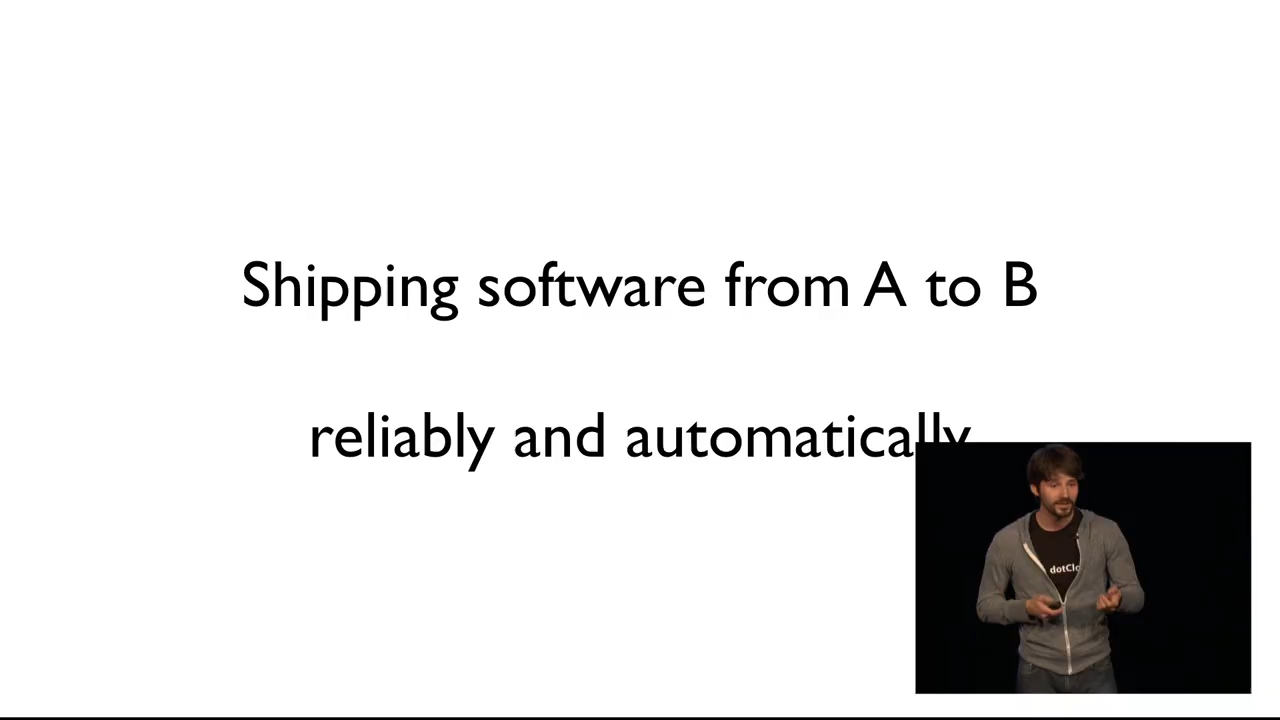 Shipping software from A to B
reliably and automatically
dotClo